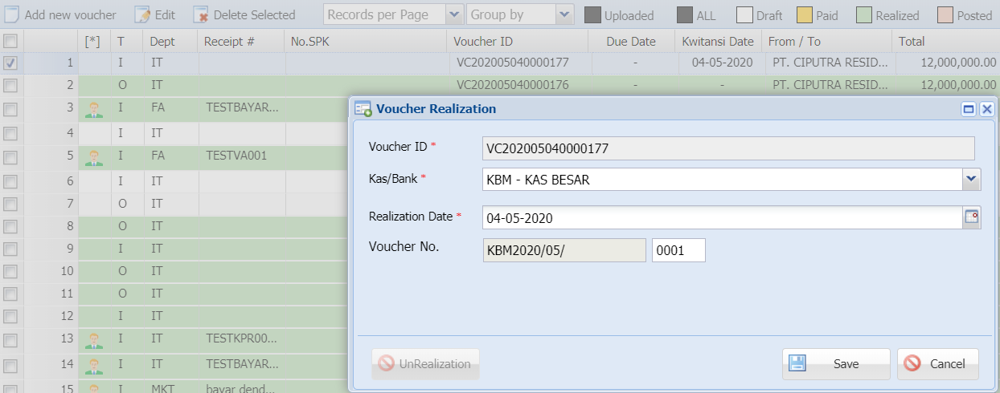 Add new voucher Edit Delete Selected Records per Page Group by Uploaded ALL Draft Paid Realized Posted
[*] T Dept Receipt # No.SPK Voucher ID Due Date Kwitansi Date From / To Total
1 I IT VC202005040000177 - 04-05-2020 PT. CIPUTRA RESID... 12,000,000.00
2 O IT VC202005040000176 - - PT. CIPUTRA RESID... 12,000,000.00
3 I FA TESTBAYAR...
4 I IT
5 I FA TESTVA001
6 I IT
7 O IT
8 O IT
9 I IT
10 O IT
11 O IT
12 I IT
13 I IT TESTKPR00...
14 I IT TESTBAYAR...
15 I MKT bayar dend...
Voucher Realization
Voucher ID * VC202005040000177
Kas/Bank * KBM - KAS BESAR
Realization Date * 04-05-2020
Voucher No. KBM2020/05/ 0001
UnRealization Save Cancel